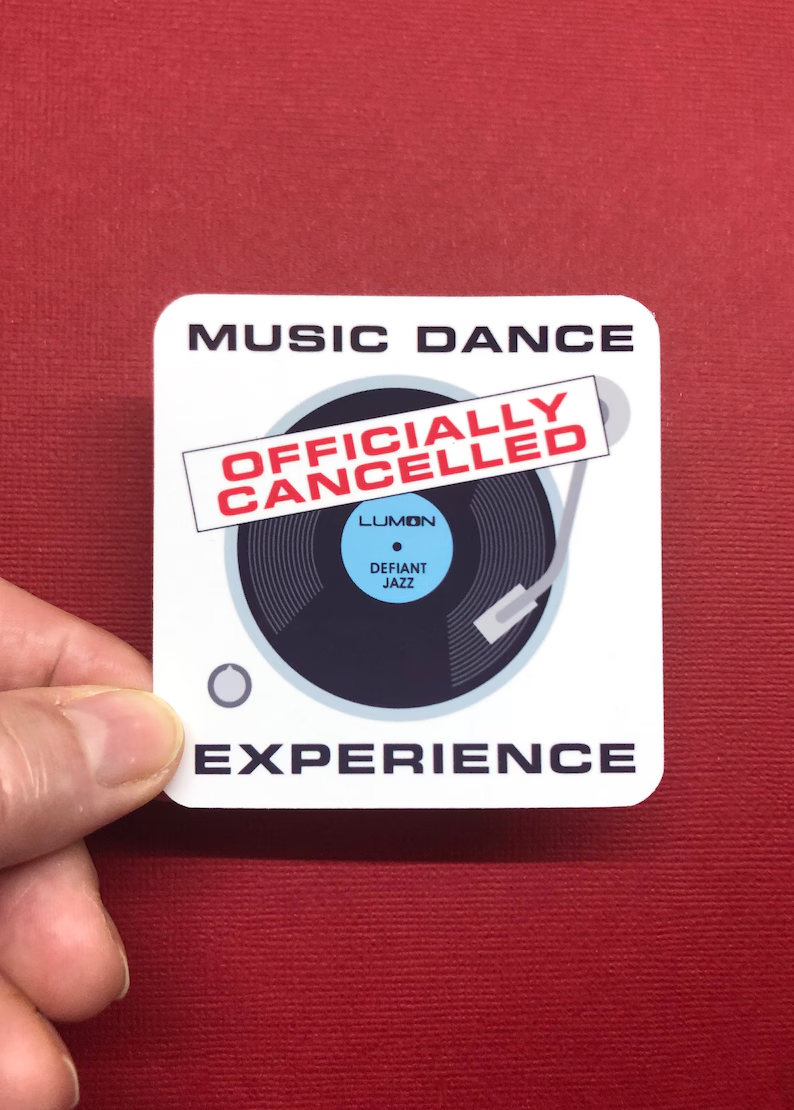 MUSIC DANCE
OFFICIALLY
CANCELLED
LUMON
DEFIANT
JAZZ
EXPERIENCE